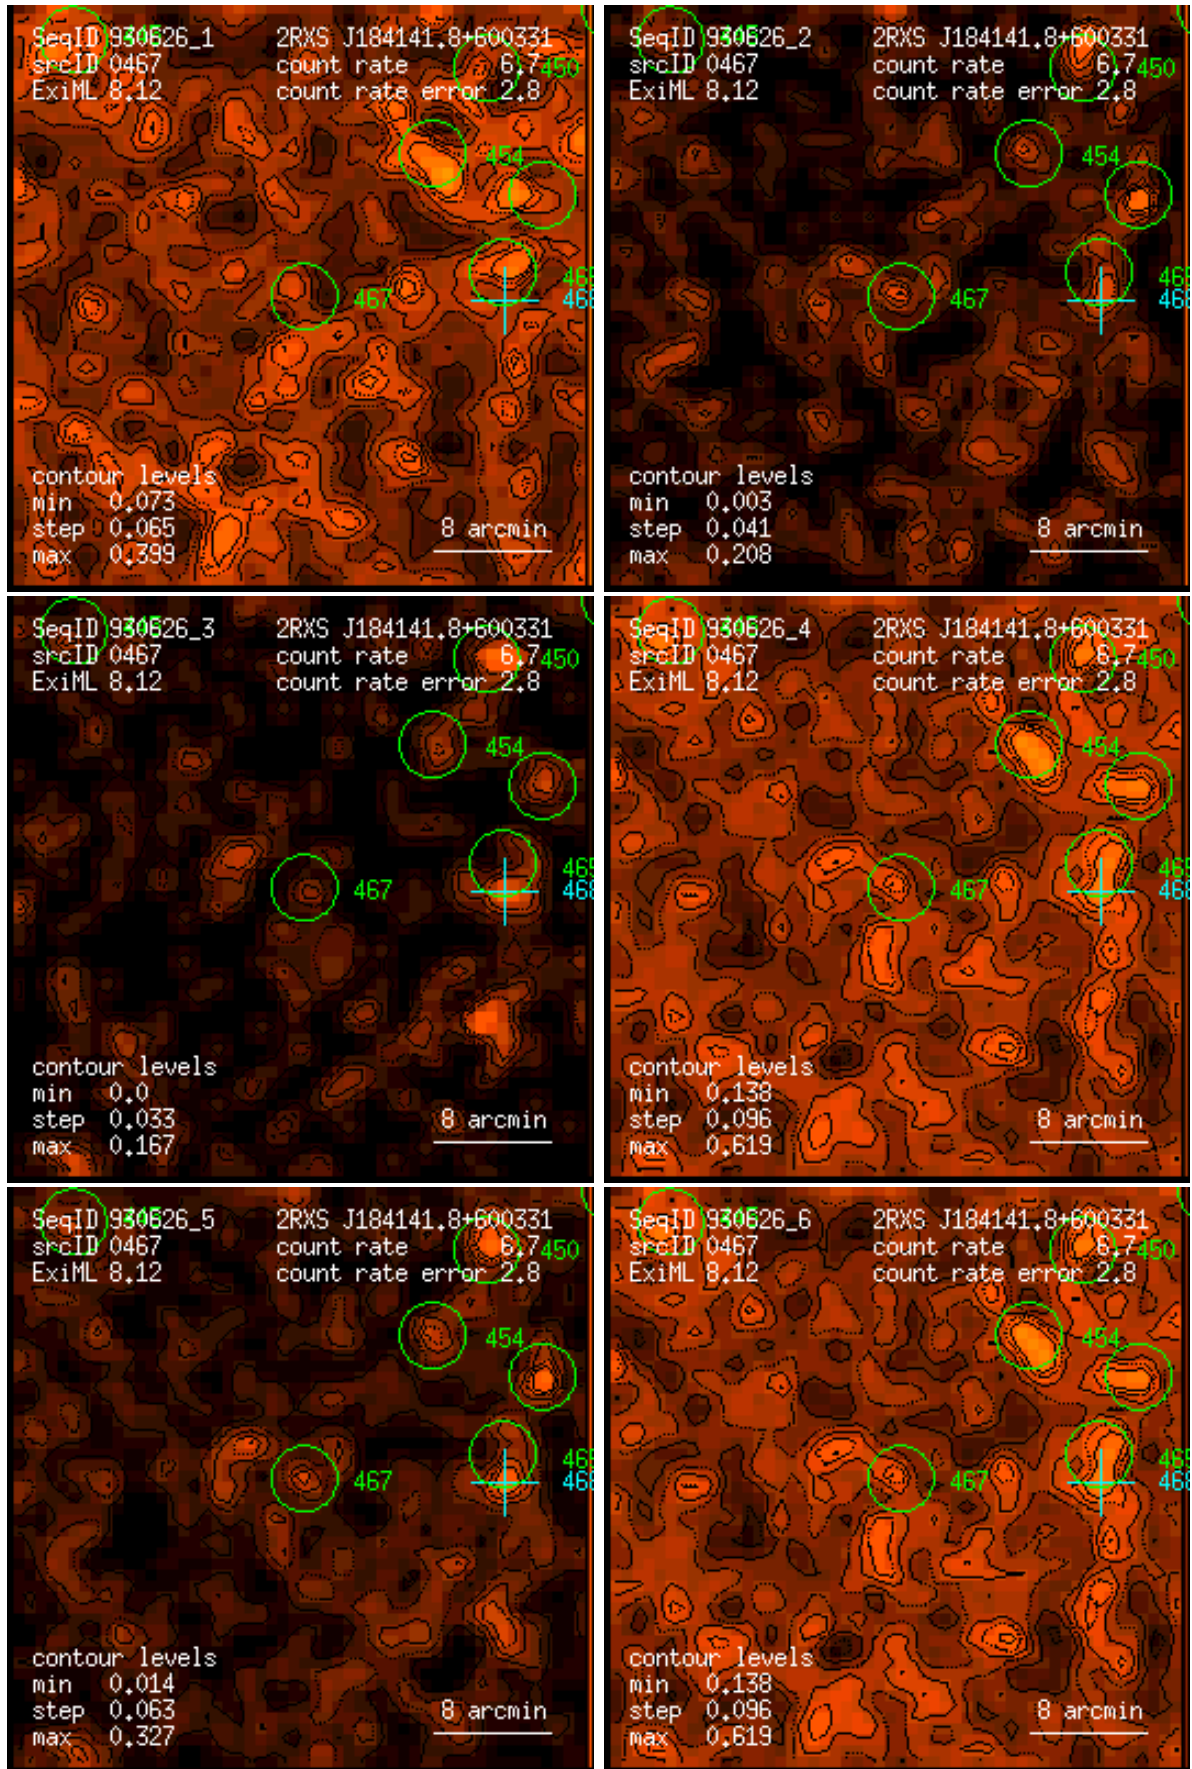 SeqID 930626_1 2RXS J184141.8+600331
srcID 0467 count rate 6.7 450
ExiML 8.12 count rate error 2.8
454
465
467 468
contour levels
min 0.073
step 0.065 8 arcmin
max 0.399
SeqID 930626_2 2RXS J184141.8+600331
srcID 0467 count rate 6.7 450
ExiML 8.12 count rate error 2.8
454
467 468
contour levels
min 0.003
step 0.041 8 arcmin
max 0.208
SeqID 930626_3 2RXS J184141.8+600331
srcID 0467 count rate 6.7 450
ExiML 8.12 count rate error 2.8
454
465
467 468
contour levels
min 0.0
step 0.033 8 arcmin
max 0.167
SeqID 930626_4 2RXS J184141.8+600331
srcID 0467 count rate 6.7 450
ExiML 8.12 count rate error 2.8
454
467 468
contour levels
min 0.138
step 0.096 8 arcmin
max 0.619
SeqID 930626_5 2RXS J184141.8+600331
srcID 0467 count rate 6.7 450
ExiML 8.12 count rate error 2.8
454
465
467 468
contour levels
min 0.014
step 0.063 8 arcmin
max 0.327
SeqID 930626_6 2RXS J184141.8+600331
srcID 0467 count rate 6.7 450
ExiML 8.12 count rate error 2.8
454
467 468
contour levels
min 0.138
step 0.096 8 arcmin
max 0.619